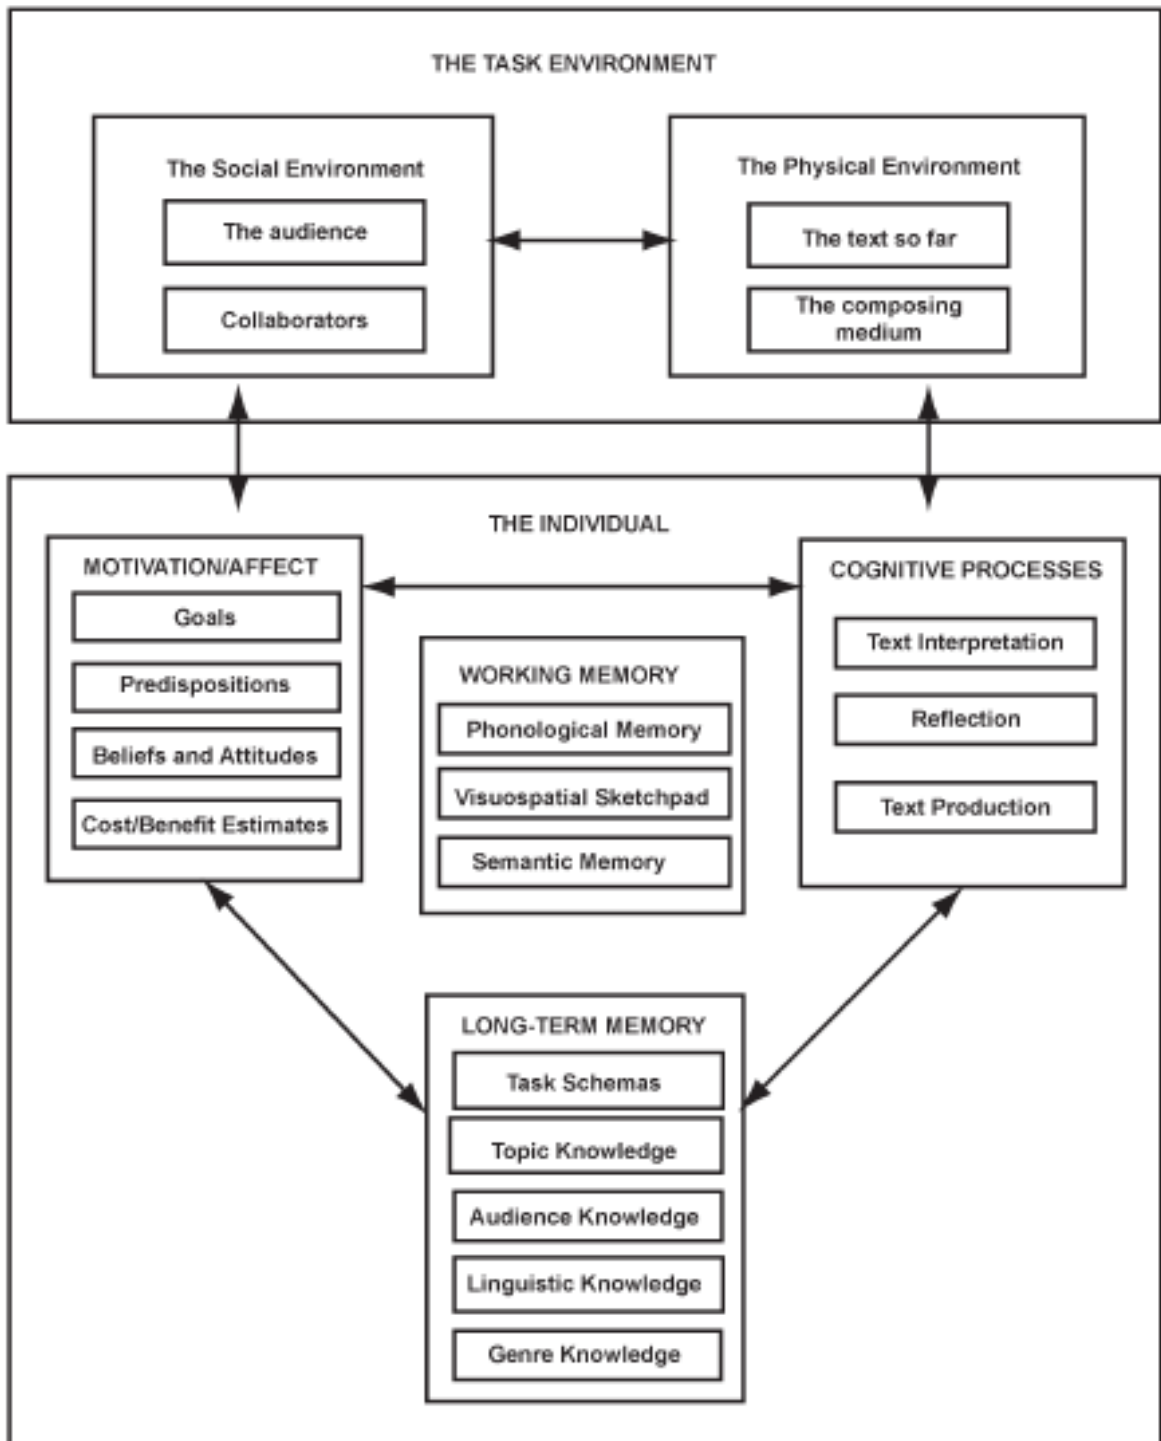 THE TASK ENVIRONMENT
The Social Environment
The audience
Collaborators
The Physical Environment
The text so far
The composing
medium
THE INDIVIDUAL
MOTIVATION/AFFECT
Goals
Predispositions
Beliefs and Attitudes
Cost/Benefit Estimates
WORKING MEMORY
Phonological Memory
Visuospatial Sketchpad
Semantic Memory
COGNITIVE PROCESSES
Text Interpretation
Reflection
Text Production
LONG-TERM MEMORY
Task Schemas
Topic Knowledge
Audience Knowledge
Linguistic Knowledge
Genre Knowledge